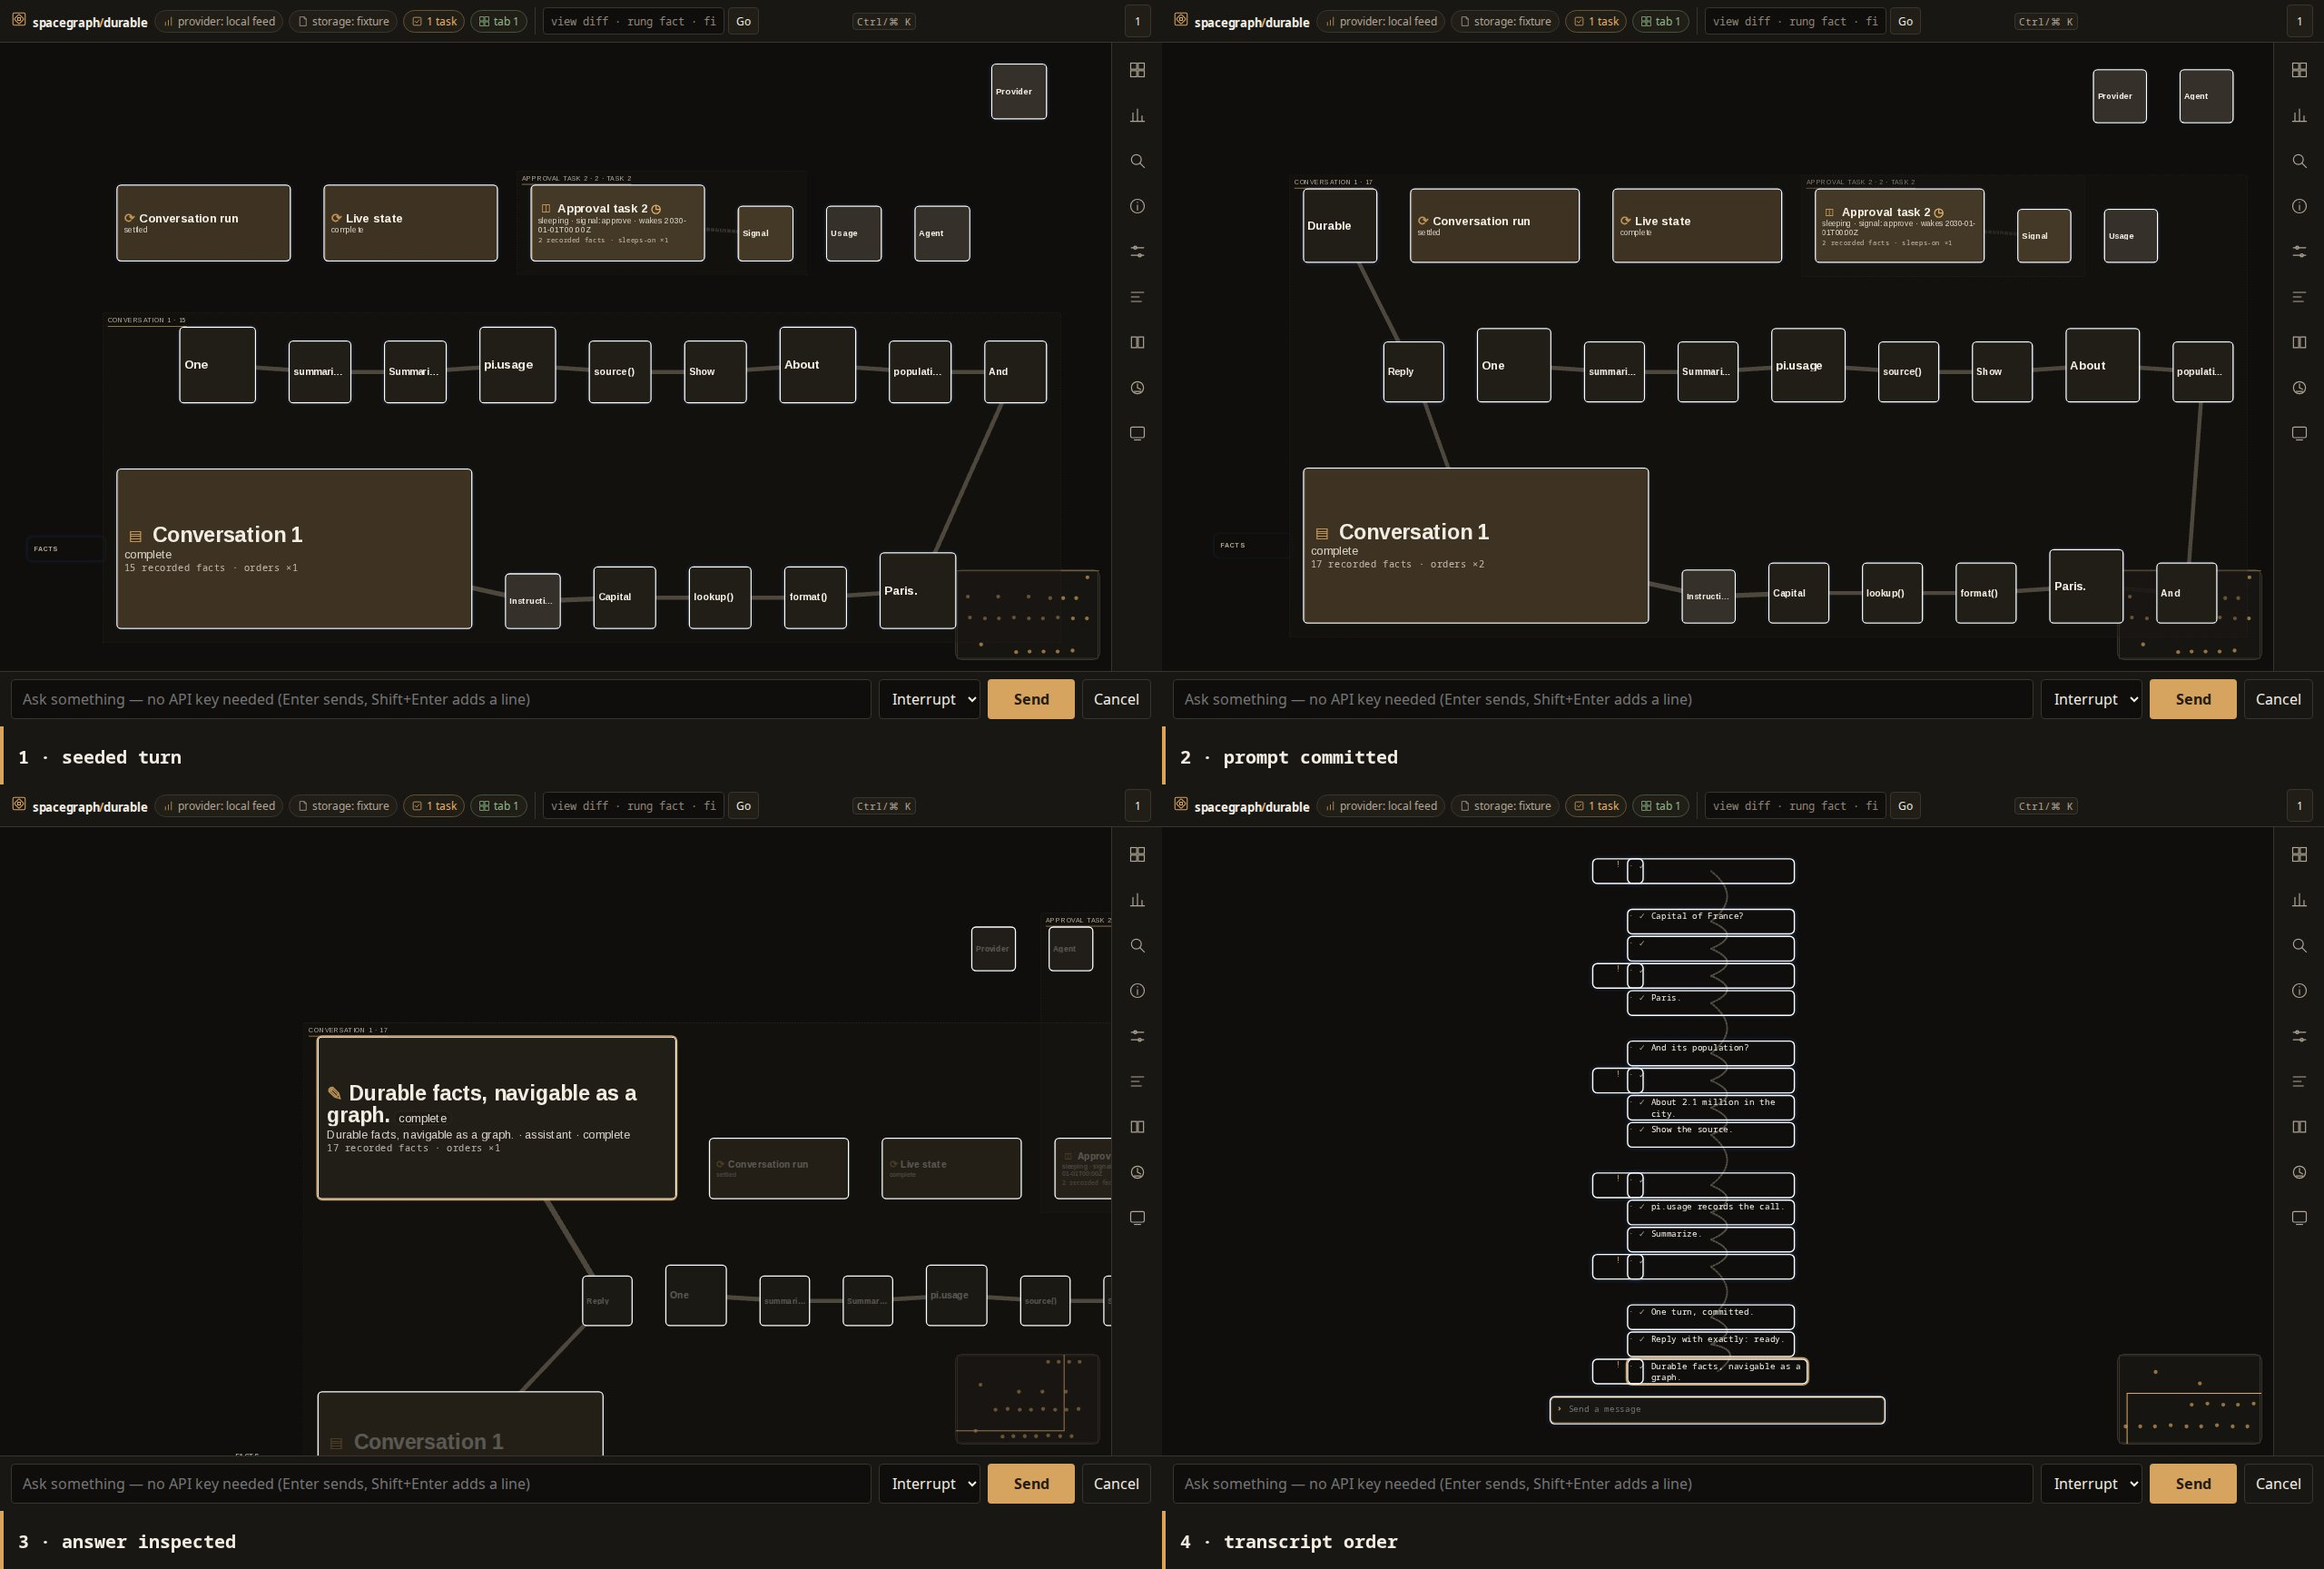 spacegraph/durable
provider: local feed
storage: fixture
1 task
tab 1
view diff · rung fact · fi
Go
Ctrl/⌘ K
1
Provider
⟳ Conversation run
settled
⟳ Live state
complete
APPROVAL TASK 2 · 2 · TASK 2
Approval task 2
sleeping · signal:approve · wakes 2030-
01-01T00:00Z
2 recorded facts · sleeps-on ×1
Signal
Usage
Agent
CONVERSATION 1 · 15
One
summari...
Summari...
pi.usage
source()
Show
About
populati...
And
FACTS
Conversation 1
complete
15 recorded facts · orders ×1
Instructi...
Capital
lookup()
format()
Paris.
Ask something — no API key needed (Enter sends, Shift+Enter adds a line)
Interrupt
Send
Cancel
1 · seeded turn
spacegraph/durable
provider: local feed
storage: fixture
1 task
tab 1
view diff · rung fact · fi
Go
Ctrl/⌘ K
1
Provider
Agent
CONVERSATION 1 · 17
Durable
⟳ Conversation run
settled
⟳ Live state
complete
APPROVAL TASK 2 · 2 · TASK 2
Approval task 2
sleeping · signal:approve · wakes 2030-01-
01T00:00Z
2 recorded facts · sleeps-on ×1
Signal
Usage
Reply
One
summari...
Summari...
pi.usage
source()
Show
About
populati...
FACTS
Conversation 1
complete
17 recorded facts · orders ×2
Instructi...
Capital
lookup()
format()
Paris.
And
Ask something — no API key needed (Enter sends, Shift+Enter adds a line)
Interrupt
Send
Cancel
2 · prompt committed
spacegraph/durable
provider: local feed
storage: fixture
1 task
tab 1
view diff · rung fact · fi
Go
Ctrl/⌘ K
1
APPROVAL TASK 2
Provider
Agent
CONVERSATION 1 · 17
✎ Durable facts, navigable as a
graph. complete
Durable facts, navigable as a graph. · assistant · complete
17 recorded facts · orders ×1
⟳ Conversation run
settled
⟳ Live state
complete
Approv
sleeping · signal
01-01T00:00Z
2 recorded fa
Reply
One
summari...
Summar...
pi.usage
source()
S
Conversation 1
Ask something — no API key needed (Enter sends, Shift+Enter adds a line)
Interrupt
Send
Cancel
3 · answer inspected
spacegraph/durable
provider: local feed
storage: fixture
1 task
tab 1
view diff · rung fact · fi
Go
Ctrl/⌘ K
1
! ✓
✓ Capital of France?
✓
! ✓
✓ Paris.
✓ And its population?
! ✓
✓ About 2.1 million in the
city.
✓ Show the source.
! ✓
✓ pi.usage records the call.
✓ Summarize.
! ✓
✓ One turn, committed.
✓ Reply with exactly: ready.
! ✓ Durable facts, navigable as a
graph.
› Send a message
Ask something — no API key needed (Enter sends, Shift+Enter adds a line)
Interrupt
Send
Cancel
4 · transcript order